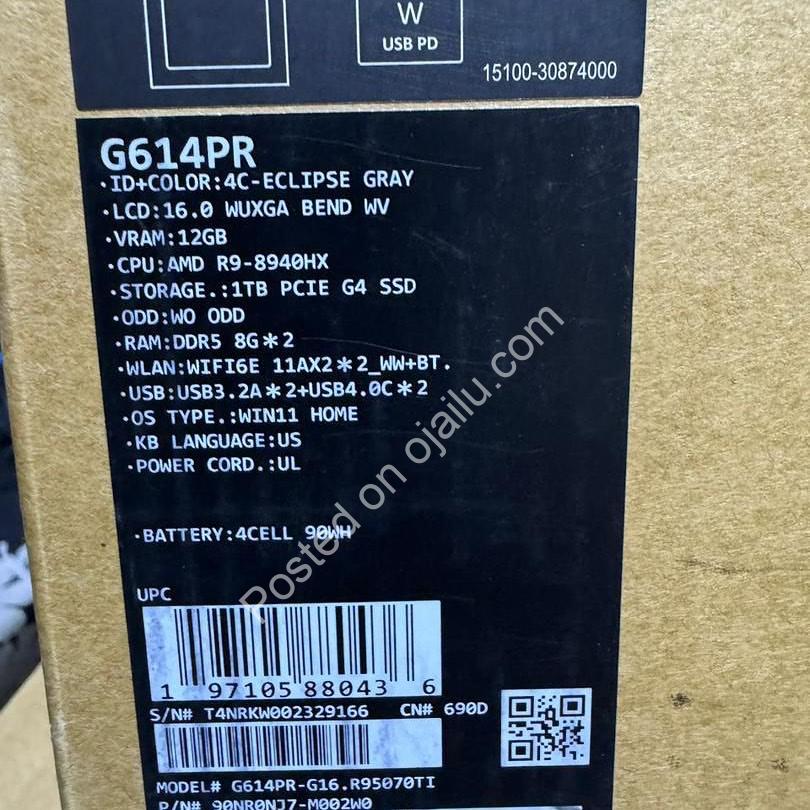 W
USB PD
15100-30874000
G614PR
·ID+COLOR:4C-ECLIPSE GRAY
·LCD:16.0 WUXGA BEND WV
·VRAM:12GB
·CPU:AMD R9-8940HX
·STORAGE.:1TB PCIE G4 SSD
·ODD:WO ODD
·RAM:DDR5 8G*2
·WLAN:WIFI6E 11AX2*2_WW+BT.
·USB:USB3.2A*2+USB4.0C*2
·OS TYPE.:WIN11 HOME
·KB LANGUAGE:US
·POWER CORD.:UL
·BATTERY:4CELL 90WH
UPC
1 97105 88043 6
S/N# T4NRKW002329166 CN# 690D
MODEL# G614PR-G16.R95070TI
P/N# 90NR0NJ7-M002W0
Posted on ojailu.com